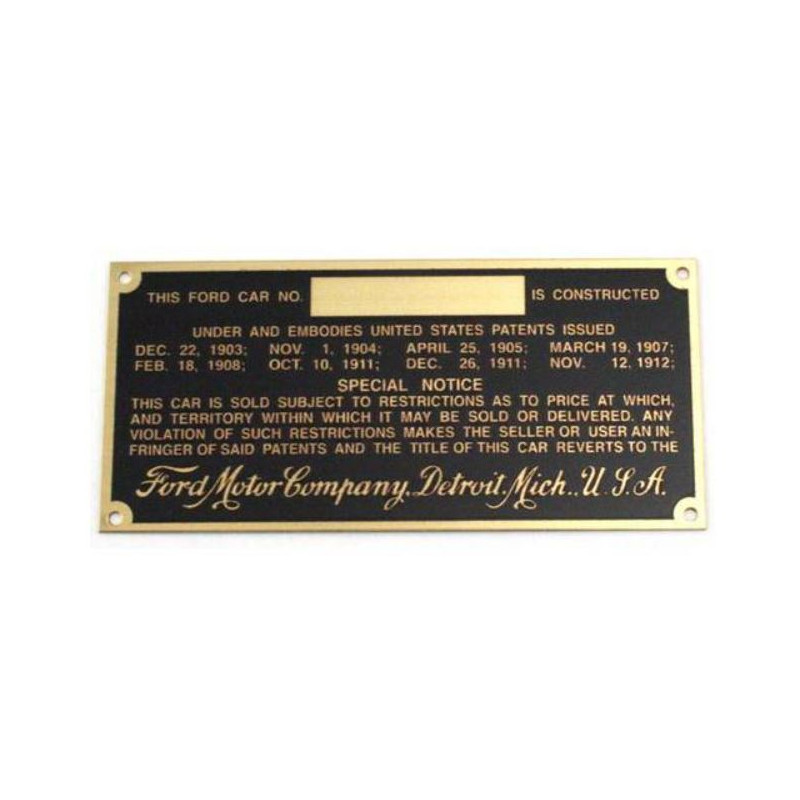 THIS FORD CAR NO. IS CONSTRUCTED
UNDER AND EMBODIES UNITED STATES PATENTS ISSUED
DEC. 22, 1903; NOV. 1, 1904; APRIL 25, 1905; MARCH 19, 1907;
FEB. 18, 1908; OCT. 10, 1911; DEC. 26, 1911; NOV. 12, 1912;
SPECIAL NOTICE
THIS CAR IS SOLD SUBJECT TO RESTRICTIONS AS TO PRICE AT WHICH,
AND TERRITORY WITHIN WHICH IT MAY BE SOLD OR DELIVERED. ANY
VIOLATION OF SUCH RESTRICTIONS MAKES THE SELLER OR USER AN IN-
FRINGER OF SAID PATENTS AND THE TITLE OF THIS CAR REVERTS TO THE
Ford Motor Company, Detroit, Mich., U.S.A.